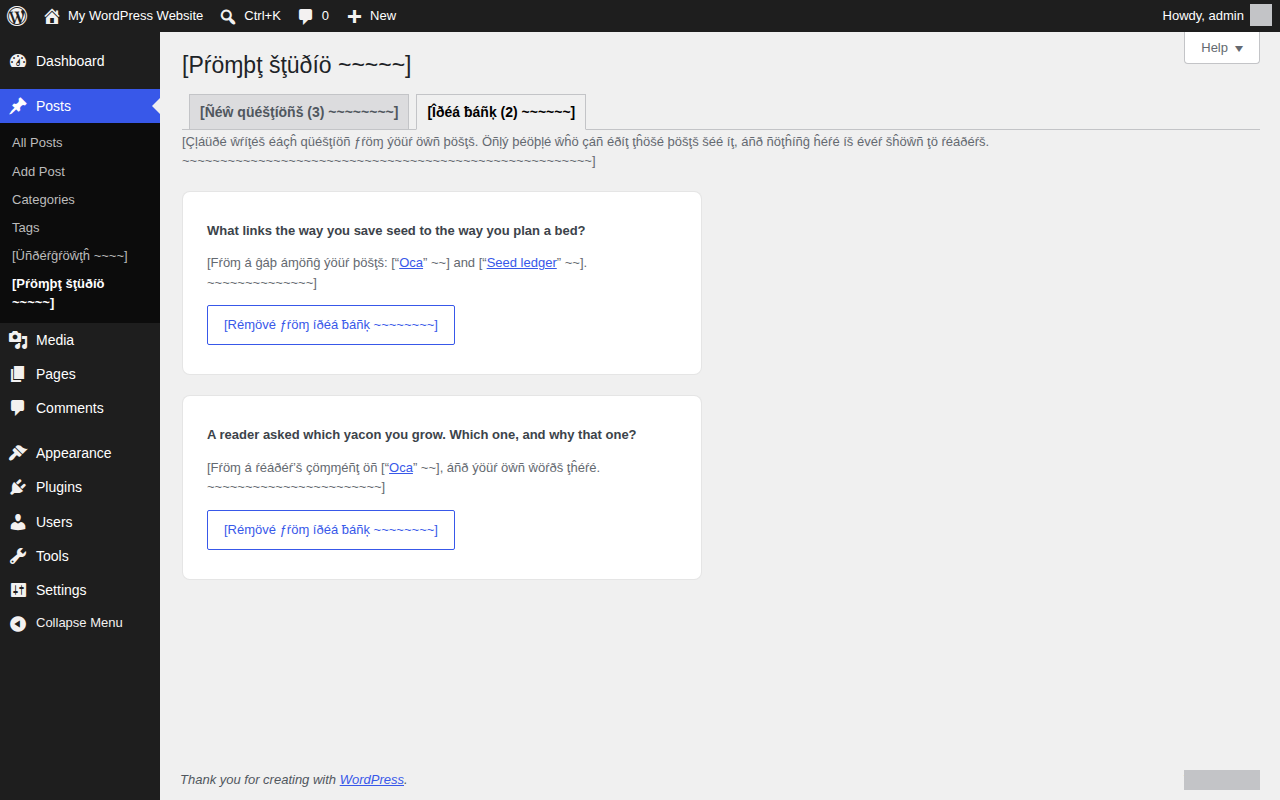 My WordPress Website
Ctrl+K
0
New
Howdy, admin
Dashboard
Posts
All Posts
Add Post
Categories
Tags
[Üñðéŕĝŕöŵţĥ ~~~~]
[Þŕöɱþţ šţüðíö
~~~~~]
Media
Pages
Comments
Appearance
Plugins
Users
Tools
Settings
Collapse Menu
Help
[Þŕöɱþţ šţüðíö ~~~~~]
[Ñéŵ qüéšţíöñš (3) ~~~~~~~~]
[Îðéá ƀáñķ (2) ~~~~~~]
[Çļáüðé ŵŕíţéš éáçĥ qüéšţíöñ ƒŕöɱ ýöüŕ öŵñ þöšţš. Öñļý þéöþļé ŵĥö çáñ éðíţ ţĥöšé þöšţš šéé íţ, áñð ñöţĥíñĝ ĥéŕé íš évéŕ šĥöŵñ ţö ŕéáðéŕš.
~~~~~~~~~~~~~~~~~~~~~~~~~~~~~~~~~~~~~~~~~~~~~~~~~~~~~~]
What links the way you save seed to the way you plan a bed?
[Fŕöɱ á ĝáþ áɱöñĝ ýöüŕ þöšţš: [“Oca” ~~] and [“Seed ledger” ~~].
~~~~~~~~~~~~~~]
[Réɱövé ƒŕöɱ íðéá ƀáñķ ~~~~~~~~]
A reader asked which yacon you grow. Which one, and why that one?
[Fŕöɱ á ŕéáðéŕ’š çöɱɱéñţ öñ [“Oca” ~~], áñð ýöüŕ öŵñ ŵöŕðš ţĥéŕé.
~~~~~~~~~~~~~~~~~~~~~~~]
[Réɱövé ƒŕöɱ íðéá ƀáñķ ~~~~~~~~]
Thank you for creating with WordPress.